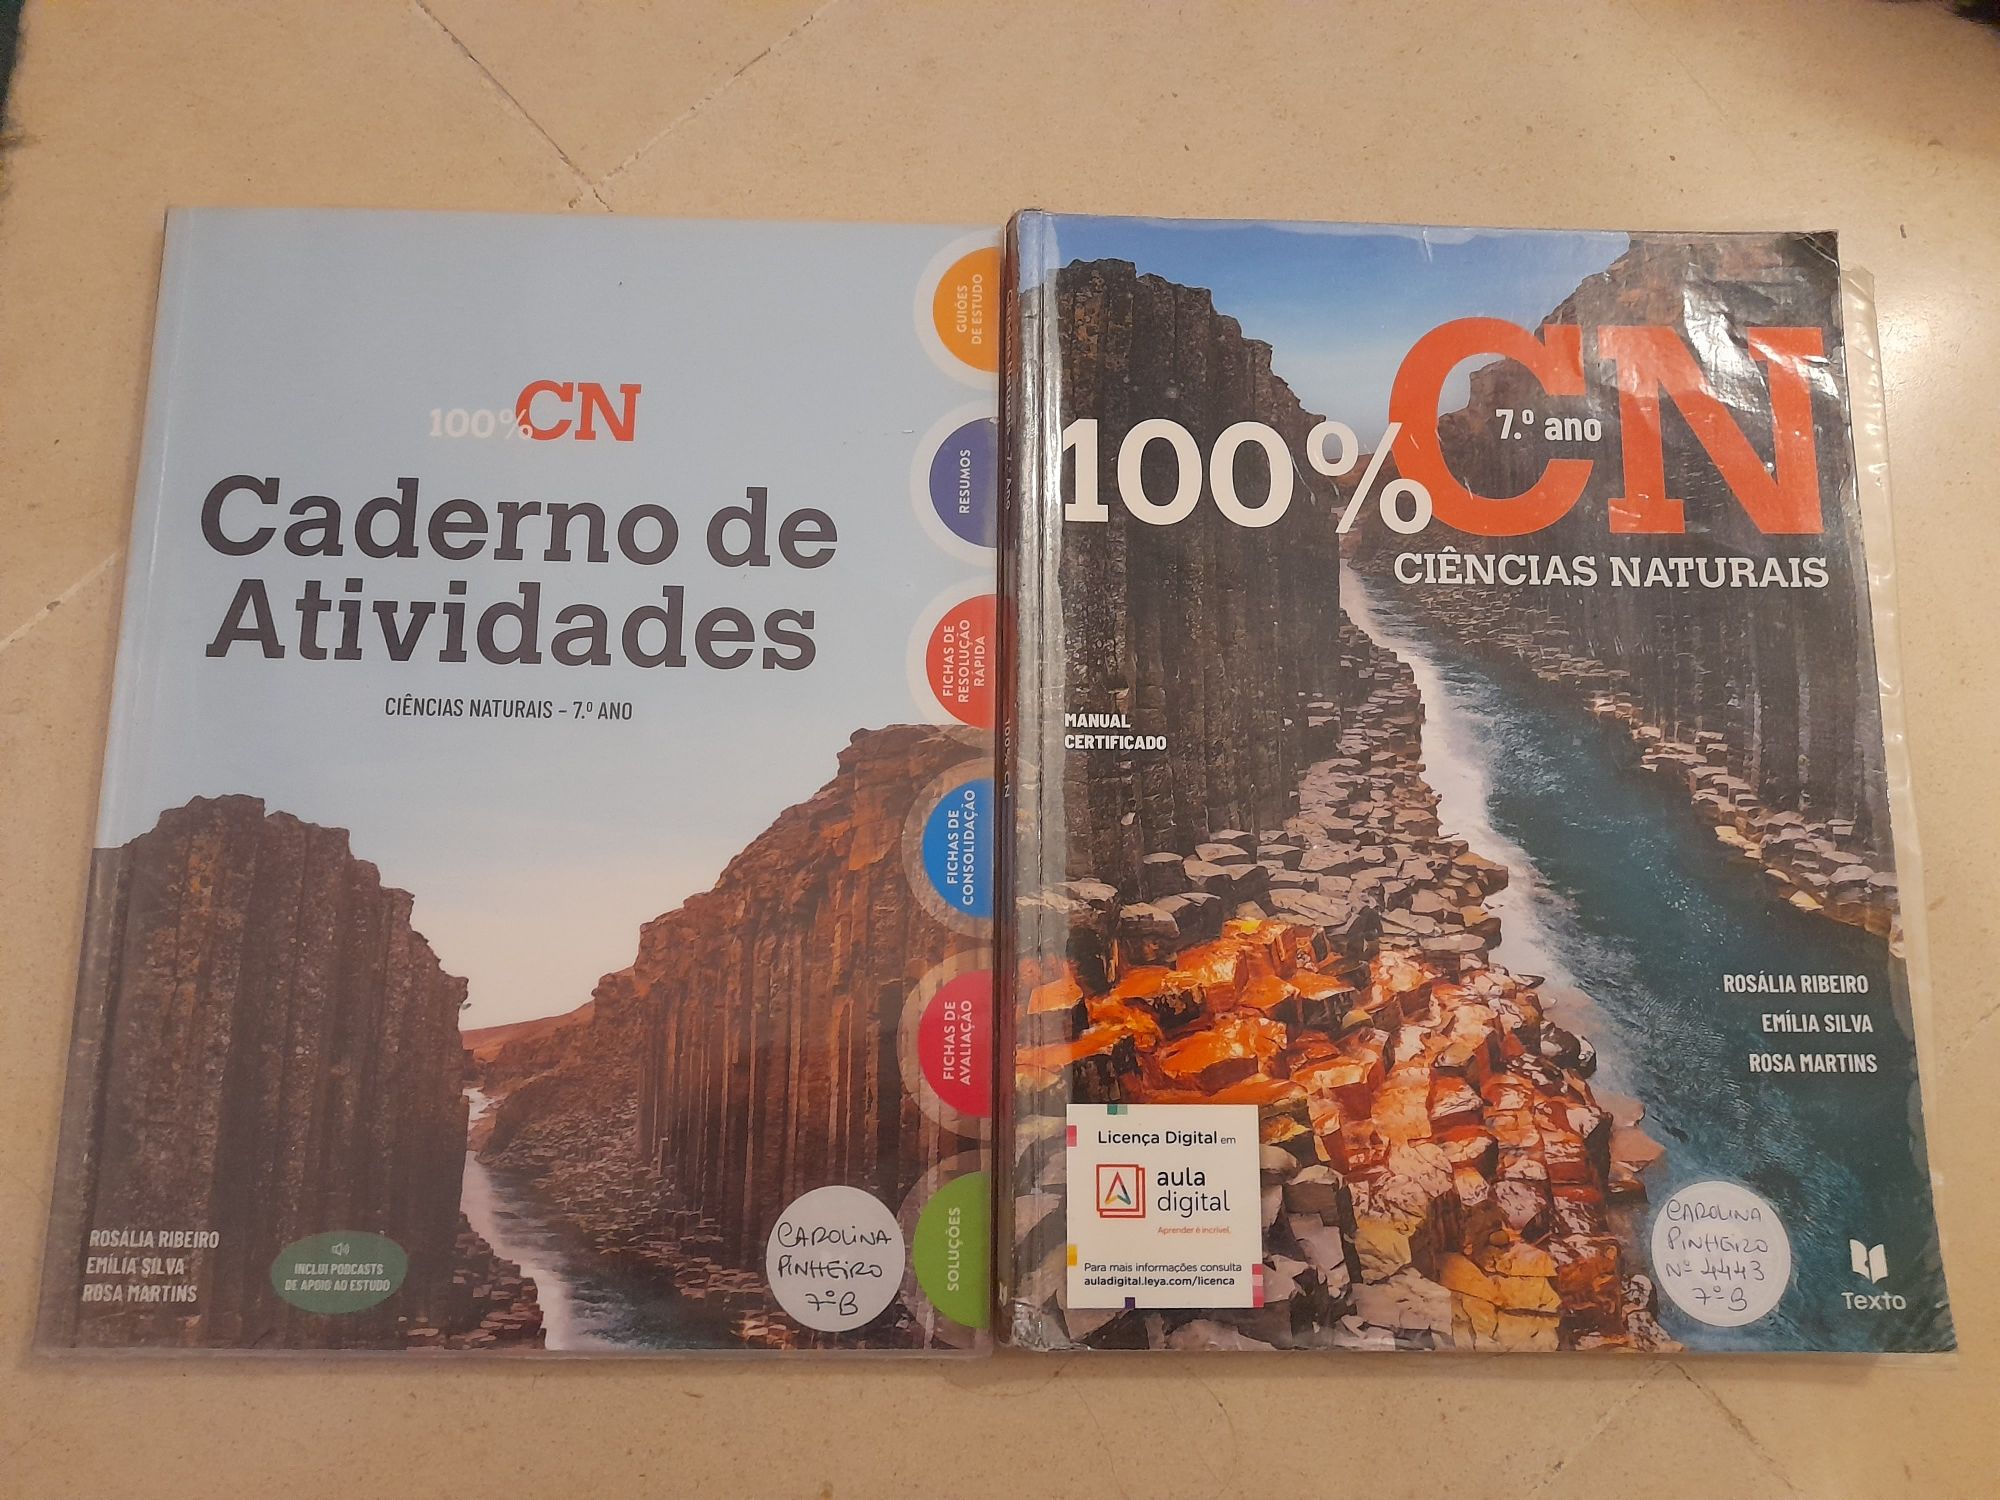 100%CN
Caderno de
Atividades
CIÊNCIAS NATURAIS – 7.º ANO
GUIÕES
DE ESTUDO
RESUMOS
FICHAS DE
RESOLUÇÃO
RÁPIDA
FICHAS DE
CONSOLIDAÇÃO
FICHAS DE
AVALIAÇÃO
SOLUÇÕES
ROSÁLIA RIBEIRO
EMÍLIA SILVA
ROSA MARTINS
INCLUI PODCASTS
DE APOIO AO ESTUDO
CAROLINA
PINHEIRO
7ºB
100%CN
7.º ano
CIÊNCIAS NATURAIS
MANUAL
CERTIFICADO
ROSÁLIA RIBEIRO
EMÍLIA SILVA
ROSA MARTINS
Licença Digital em
aula
digital
Aprender é incrível.
Para mais informações consulta
auladigital.leya.com/licenca
CAROLINA
PINHEIRO
Nº 4443
7ºB
Texto